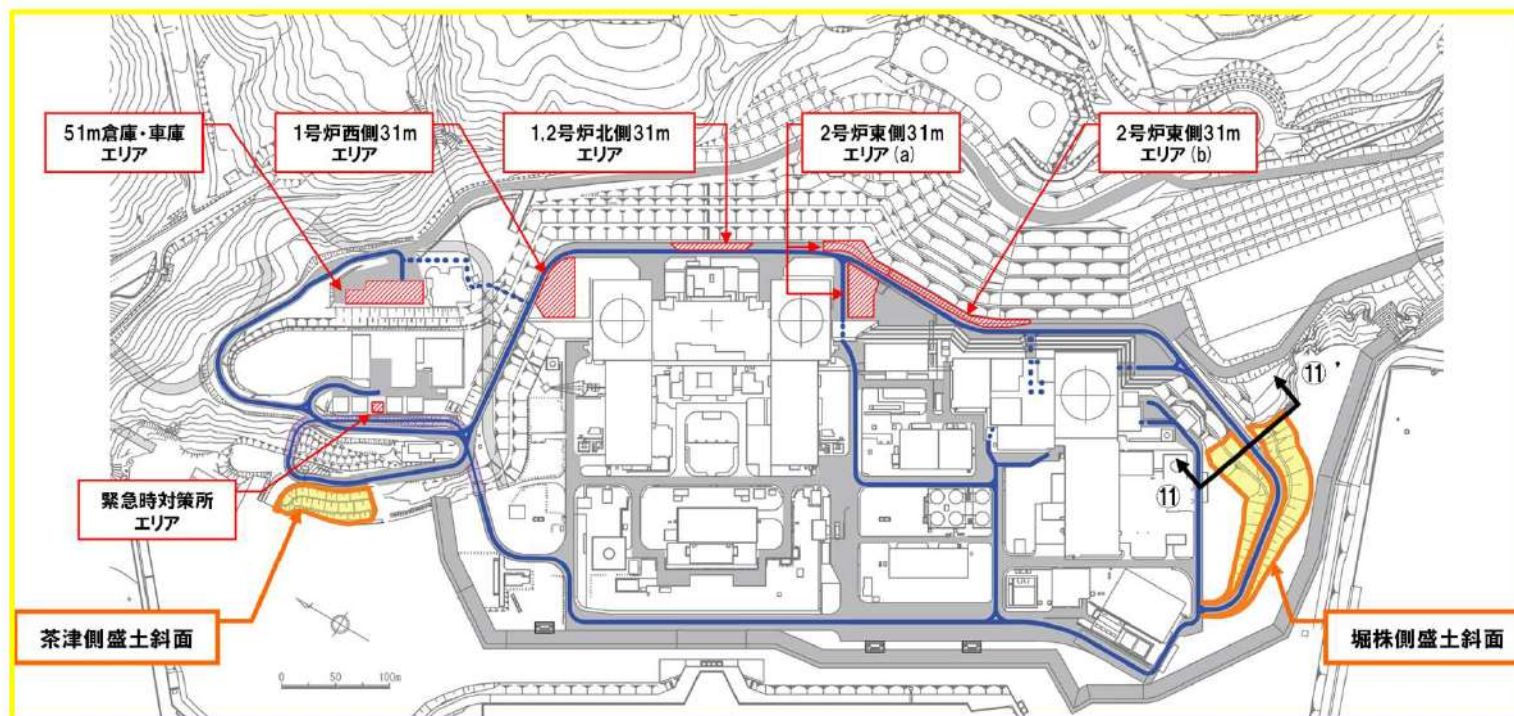 51m倉庫・車庫
エリア
1号炉西側31m
エリア
1,2号炉北側31m
エリア
2号炉東側31m
エリア(a)
2号炉東側31m
エリア(b)
⑪
⑪
緊急時対策所
エリア
茶津側盛土斜面
堀株側盛土斜面
0 50 100m